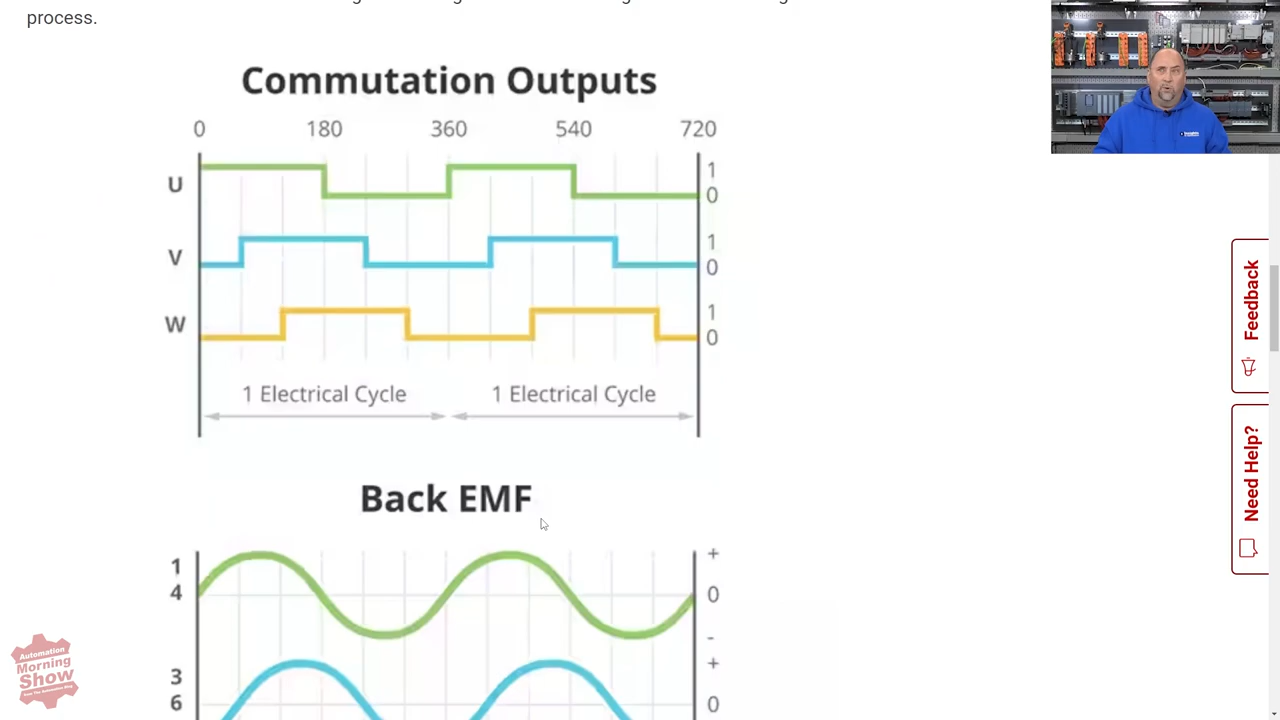 process.
Commutation Outputs
0 180 360 540 720
U 1
0
V 1
0
W 1
0
1 Electrical Cycle 1 Electrical Cycle
Back EMF
1 +
4 0
-
3 +
6 0
Feedback
Need Help?
Automation
Morning
Show